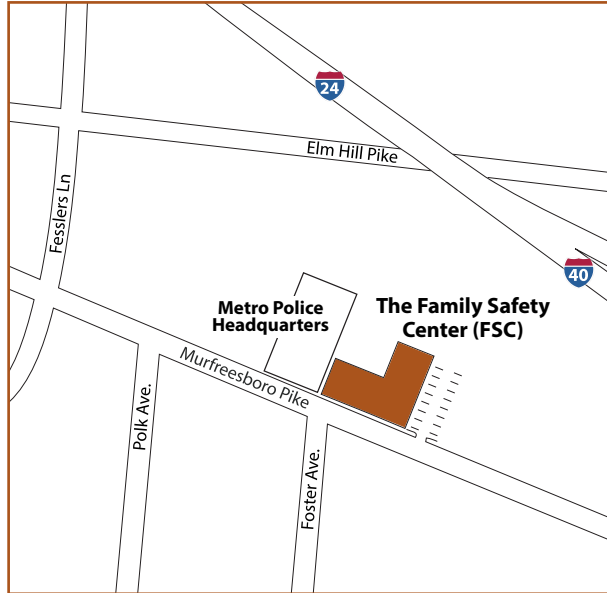 24
Elm Hill Pike
Fesslers Ln
40
Metro Police
Headquarters
The Family Safety
Center (FSC)
Murfreesboro Pike
Polk Ave.
Foster Ave.